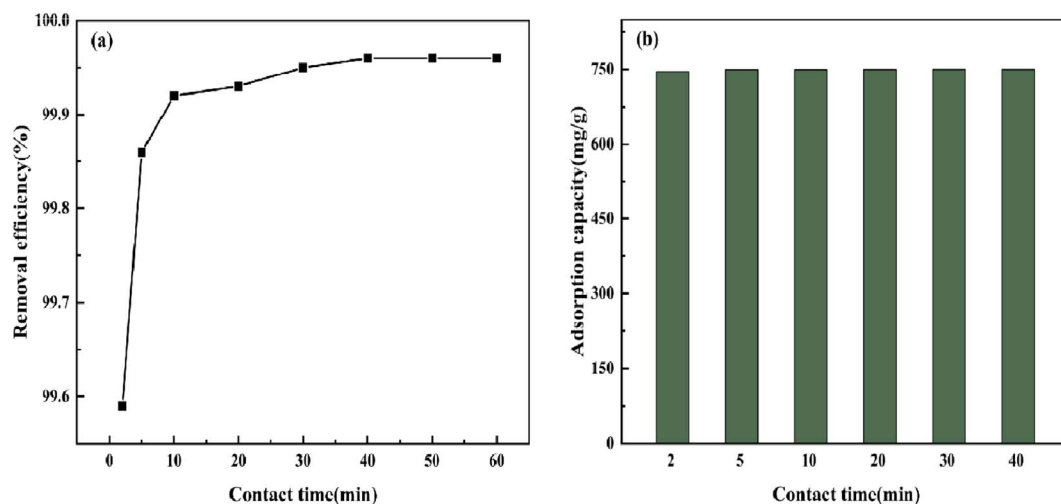 (a)
Removal efficiency(%)
100.0
99.9
99.8
99.7
99.6
0 10 20 30 40 50 60
Contact time(min)
(b)
Adsorption capacity(mg/g)
750
600
450
300
150
0
2 5 10 20 30 40
Contact time(min)